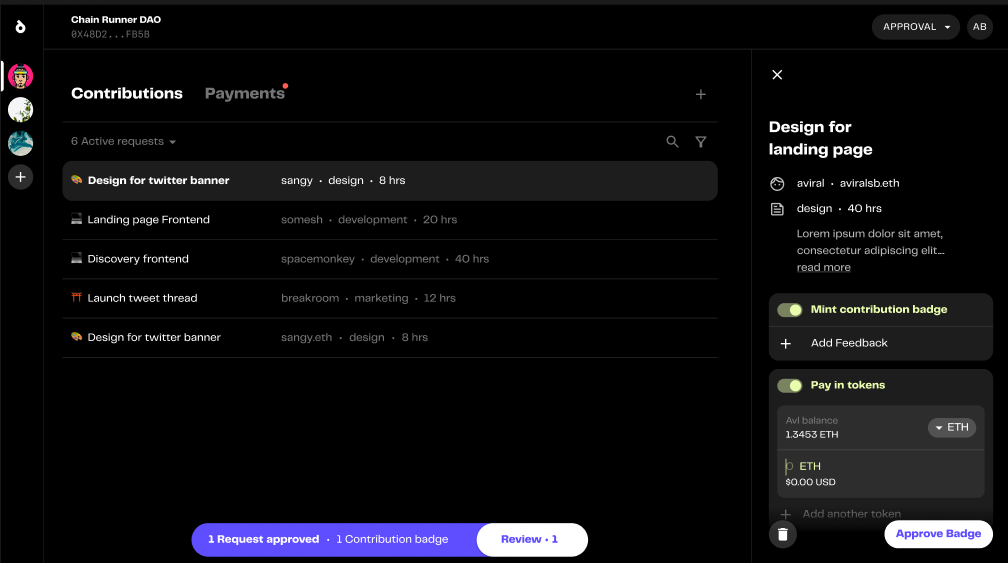 Chain Runner DAO
0X48D2...FB5B
APPROVAL
AB
Contributions Payments
6 Active requests
Design for twitter banner sangy • design • 8 hrs
Landing page Frontend somesh • development • 20 hrs
Discovery frontend spacemonkey • development • 40 hrs
Launch tweet thread breakroom • marketing • 12 hrs
Design for twitter banner sangy.eth • design • 8 hrs
1 Request approved • 1 Contribution badge
Review • 1
Design for
landing page
aviral • aviralsb.eth
design • 40 hrs
Lorem ipsum dolor sit amet,
consectetur adipiscing elit...
read more
Mint contribution badge
Add Feedback
Pay in tokens
Avl balance
1.3453 ETH
ETH
0 ETH
$0.00 USD
Add another token
Approve Badge